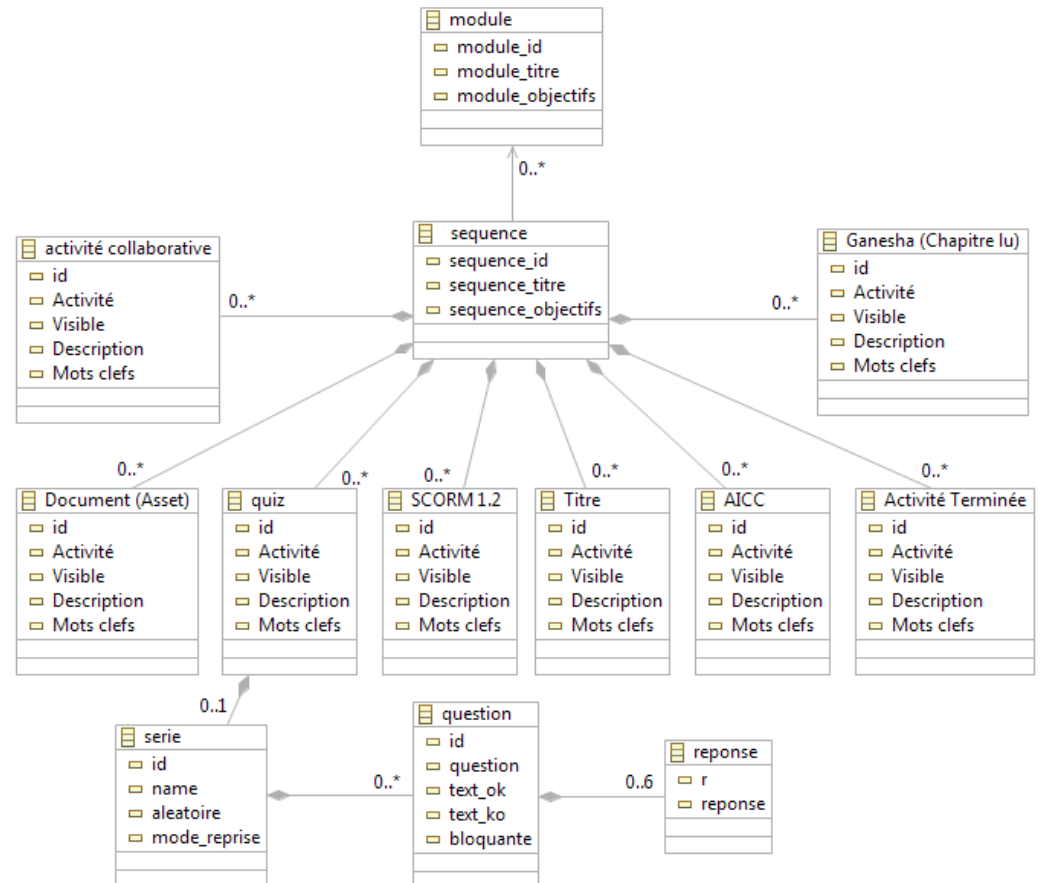 module
module_id
module_titre
module_objectifs
0..*
sequence
sequence_id
sequence_titre
sequence_objectifs
activité collaborative
id
Activité
Visible
Description
Mots clefs
0..*
Ganesha (Chapitre lu)
id
Activité
Visible
Description
Mots clefs
0..*
0..*
Document (Asset)
id
Activité
Visible
Description
Mots clefs
0..*
quiz
id
Activité
Visible
Description
Mots clefs
0..*
SCORM 1.2
id
Activité
Visible
Description
Mots clefs
0..*
Titre
id
Activité
Visible
Description
Mots clefs
0..*
AICC
id
Activité
Visible
Description
Mots clefs
0..*
Activité Terminée
id
Activité
Visible
Description
Mots clefs
0..1
serie
id
name
aleatoire
mode_reprise
0..*
question
id
question
text_ok
text_ko
bloquante
0..6
reponse
r
reponse